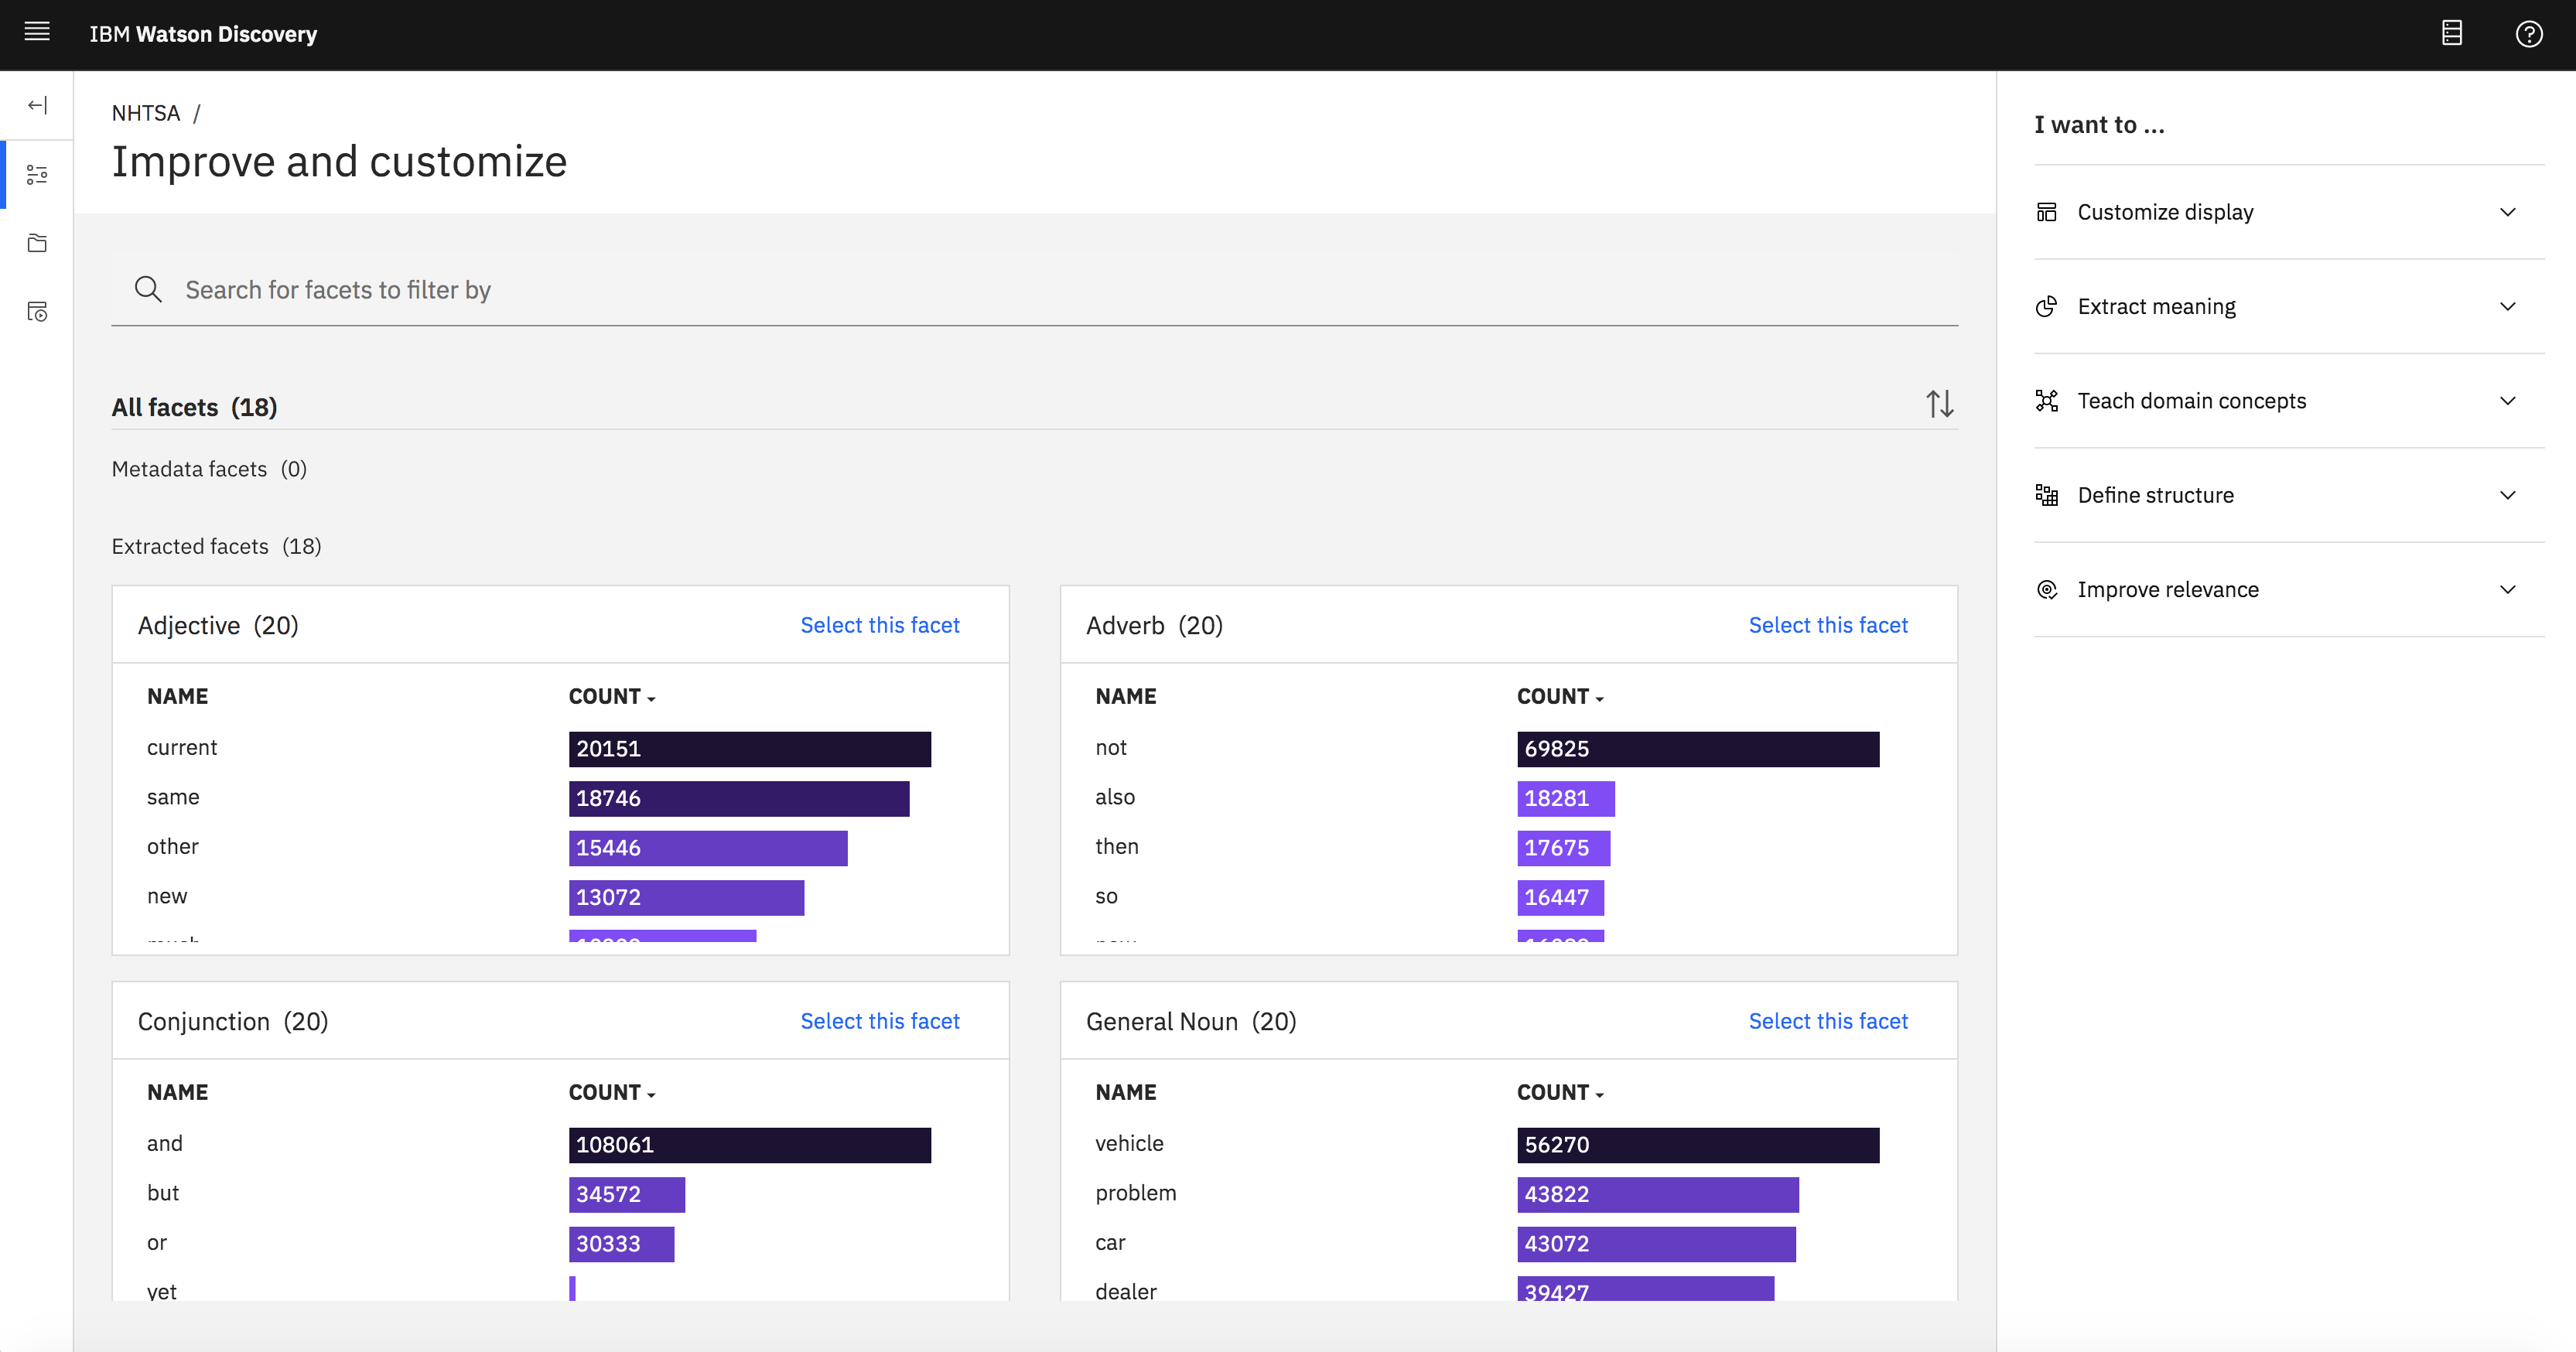 IBM Watson Discovery
NHTSA /
Improve and customize
Search for facets to filter by
All facets (18)
Metadata facets (0)
Extracted facets (18)
Adjective (20) Select this facet
NAME COUNT
current 20151
same 18746
other 15446
new 13072
Adverb (20) Select this facet
NAME COUNT
not 69825
also 18281
then 17675
so 16447
Conjunction (20) Select this facet
NAME COUNT
and 108061
but 34572
or 30333
yet
General Noun (20) Select this facet
NAME COUNT
vehicle 56270
problem 43822
car 43072
dealer 39427
I want to ...
Customize display
Extract meaning
Teach domain concepts
Define structure
Improve relevance